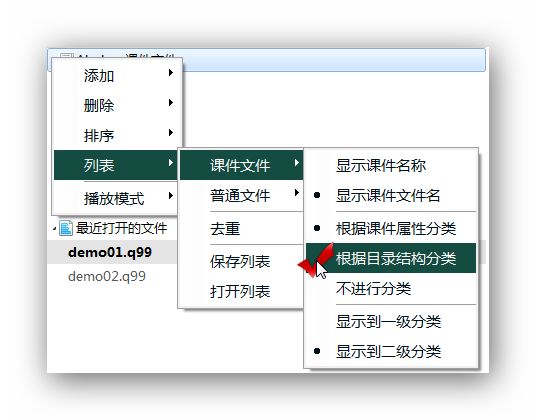 课件文件
添加
删除
排序
列表
播放模式
课件文件
普通文件
去重
保存列表
打开列表
显示课件名称
显示课件文件名
根据课件属性分类
根据目录结构分类
不进行分类
显示到一级分类
显示到二级分类
最近打开的文件
demo01.q99
demo02.q99